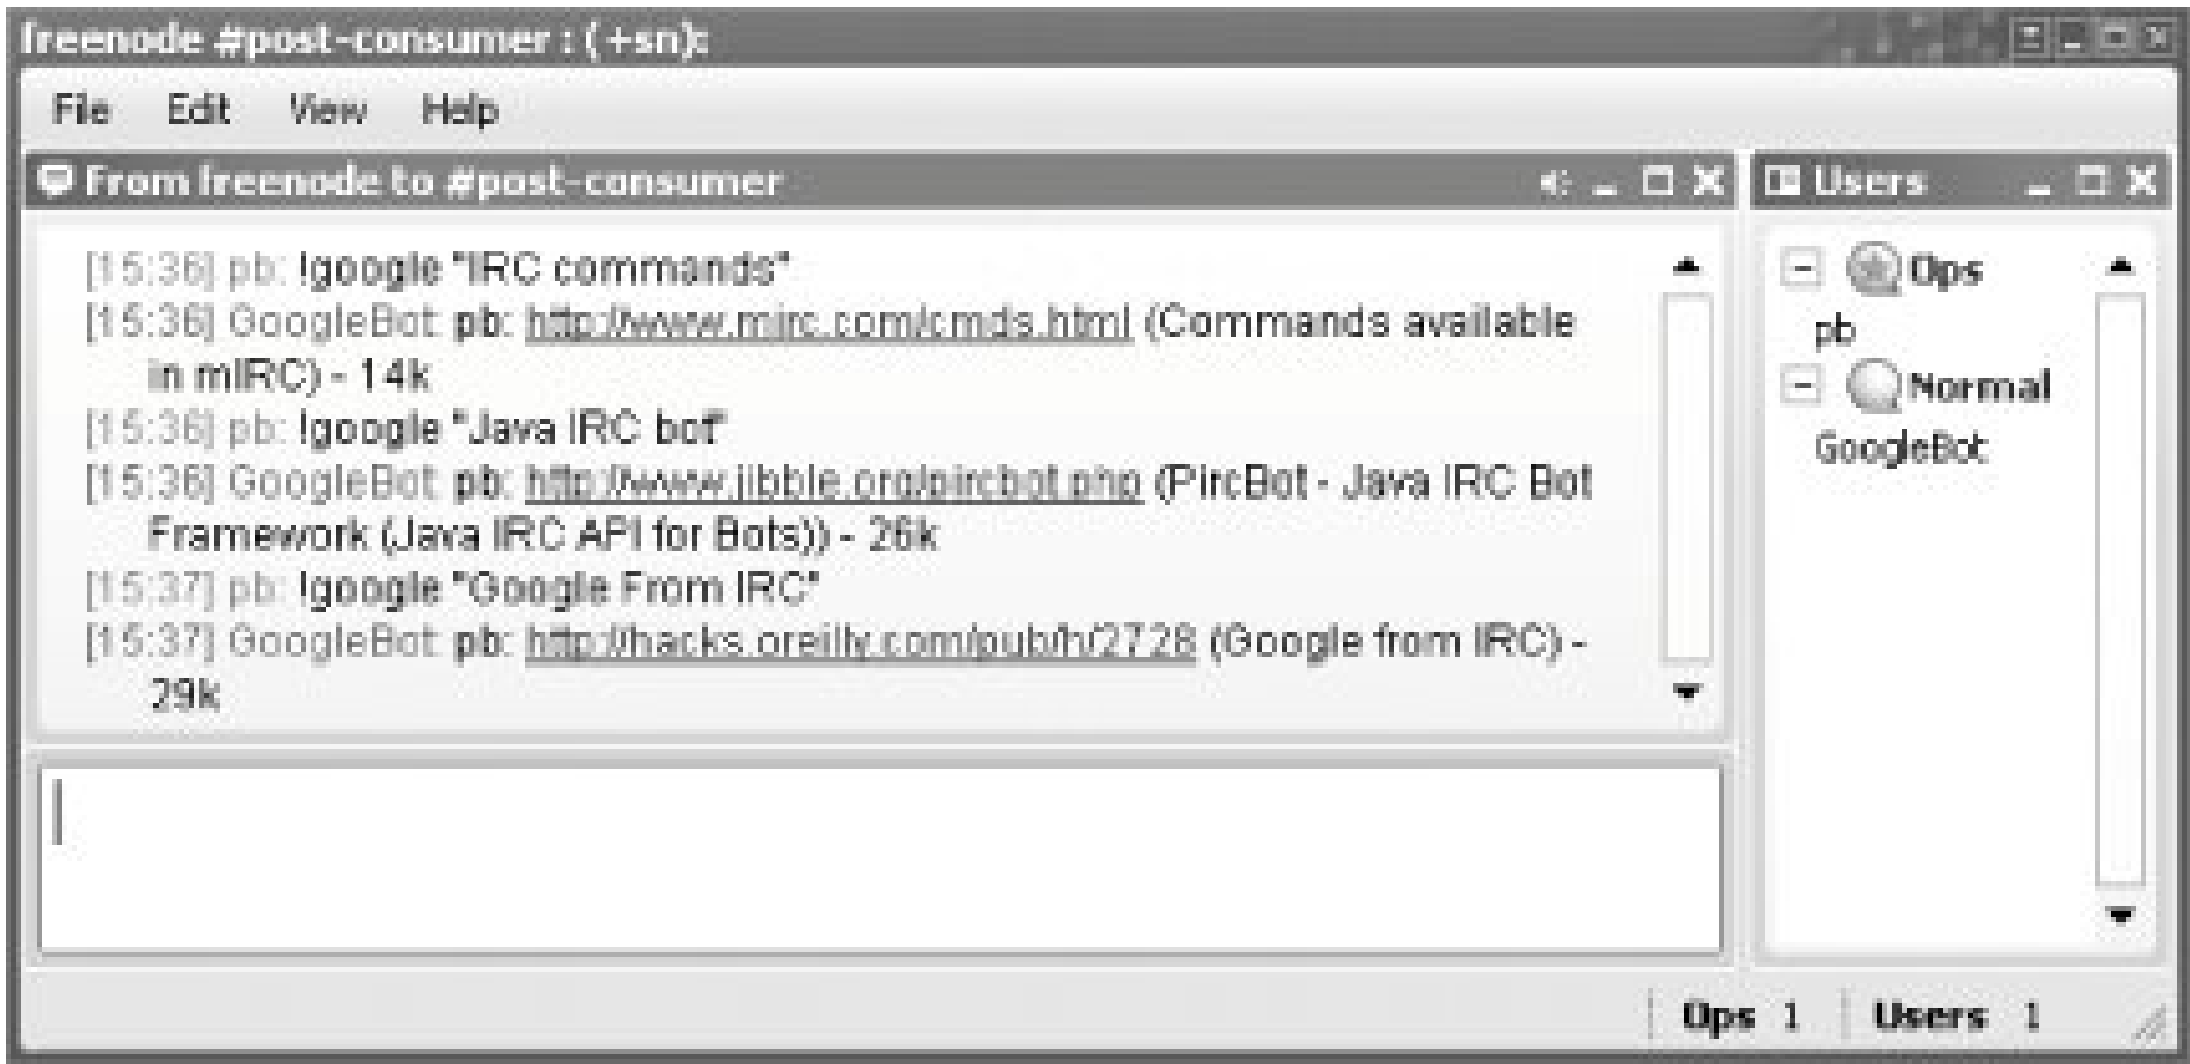 freenode #post-consumer : ( +sn):
File Edit View Help
From freenode to #post-consumer
Users
[15:36] pb: !google "IRC commands"
[15:36] GoogleBot: pb: http://www.mirc.com/cmds.html (Commands available
in mIRC) - 14k
[15:36] pb: !google "Java IRC bot"
[15:36] GoogleBot: pb: http://www.jibble.org/pircbot.php (PircBot - Java IRC Bot
Framework (Java IRC API for Bots)) - 26k
[15:37] pb: !google "Google From IRC"
[15:37] GoogleBot: pb: http://hacks.oreilly.com/pub/h/2728 (Google from IRC) -
29k
Ops
pb
Normal
GoogleBot
Ops 1 Users 1